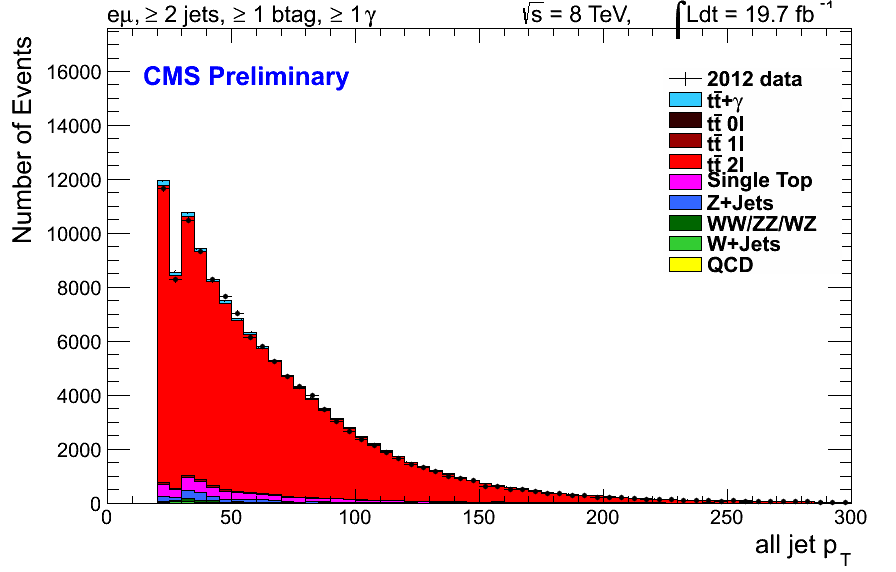 eμ, ≥ 2 jets, ≥ 1 btag, ≥ 1 γ √s = 8 TeV, ∫Ldt = 19.7 fb⁻¹
Number of Events
CMS Preliminary
16000
14000
12000
10000
8000
6000
4000
2000
0
2012 data
tt̄+γ
tt̄ 0l
tt̄ 1l
tt̄ 2l
Single Top
Z+Jets
WW/ZZ/WZ
W+Jets
QCD
0 50 100 150 200 250 300
all jet p_T